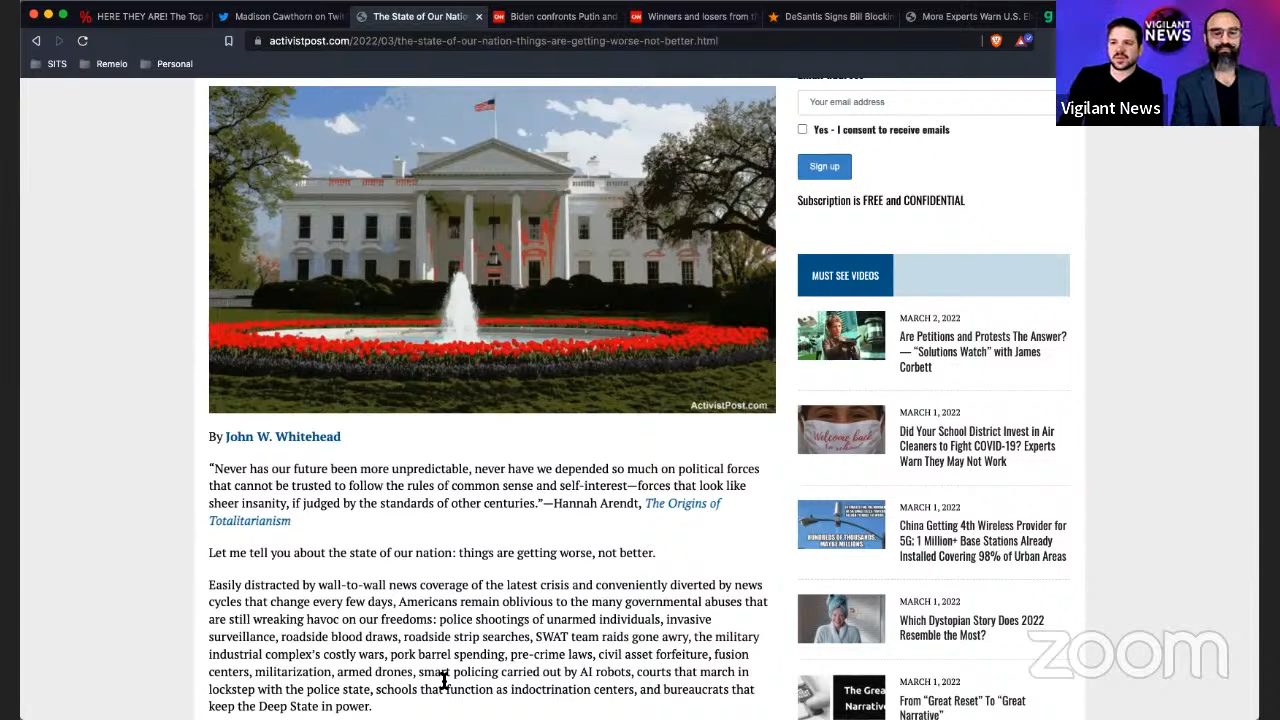 HERE THEY ARE! The Top
Madison Cawthorn on Twit
The State of Our Natio
Biden confronts Putin and
Winners and losers from t
DeSantis Signs Bill Blockin
More Experts Warn U.S. El
activistpost.com/2022/03/the-state-of-our-nation-things-are-getting-worse-not-better.html
SITS
Remelo
Personal
VIGILANT
NEWS
Vigilant News
Your email address
Yes - I consent to receive emails
Sign up
Subscription is FREE and CONFIDENTIAL
MUST SEE VIDEOS
MARCH 2, 2022
Are Petitions and Protests The Answer?
— “Solutions Watch” with James
Corbett
MARCH 1, 2022
Did Your School District Invest in Air
Cleaners to Fight COVID-19? Experts
Warn They May Not Work
MARCH 1, 2022
China Getting 4th Wireless Provider for
5G; 1 Million+ Base Stations Already
Installed Covering 98% of Urban Areas
MARCH 1, 2022
Which Dystopian Story Does 2022
Resemble the Most?
MARCH 1, 2022
From “Great Reset” To “Great
Narrative”
ActivistPost.com
By John W. Whitehead
“Never has our future been more unpredictable, never have we depended so much on political forces
that cannot be trusted to follow the rules of common sense and self-interest—forces that look like
sheer insanity, if judged by the standards of other centuries.”—Hannah Arendt, The Origins of
Totalitarianism
Let me tell you about the state of our nation: things are getting worse, not better.
Easily distracted by wall-to-wall news coverage of the latest crisis and conveniently diverted by news
cycles that change every few days, Americans remain oblivious to the many governmental abuses that
are still wreaking havoc on our freedoms: police shootings of unarmed individuals, invasive
surveillance, roadside blood draws, roadside strip searches, SWAT team raids gone awry, the military
industrial complex’s costly wars, pork barrel spending, pre-crime laws, civil asset forfeiture, fusion
centers, militarization, armed drones, smart policing carried out by AI robots, courts that march in
lockstep with the police state, schools that function as indoctrination centers, and bureaucrats that
keep the Deep State in power.
zoom